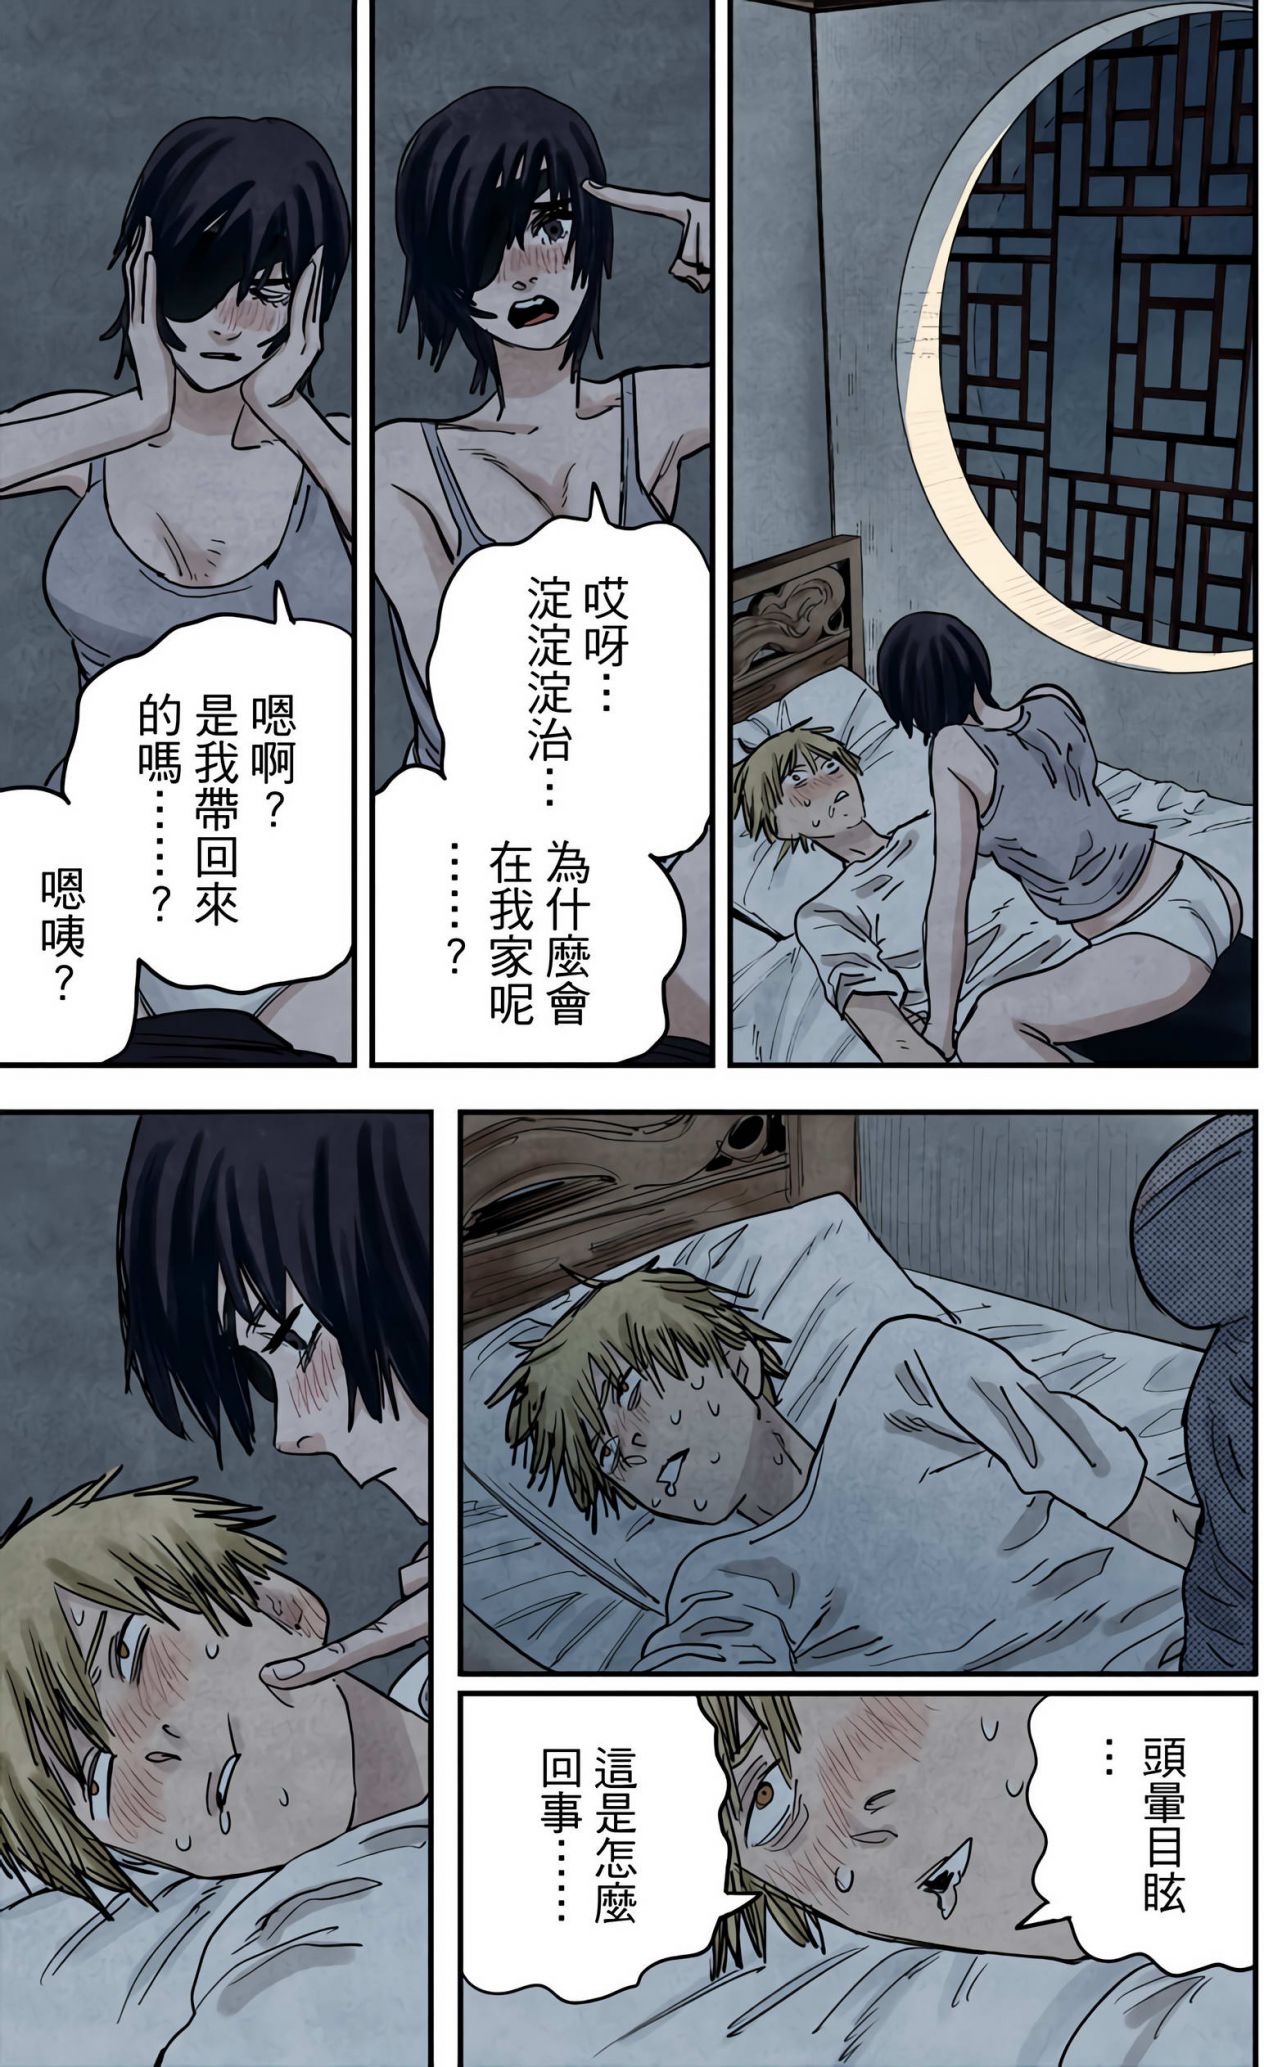 哎呀…
淀淀淀治…
為什麼會
在我家呢
……？
嗯啊？
是我帶回來
的嗎……？
嗯咦？
頭暈目眩
…
這是怎麼
回事……